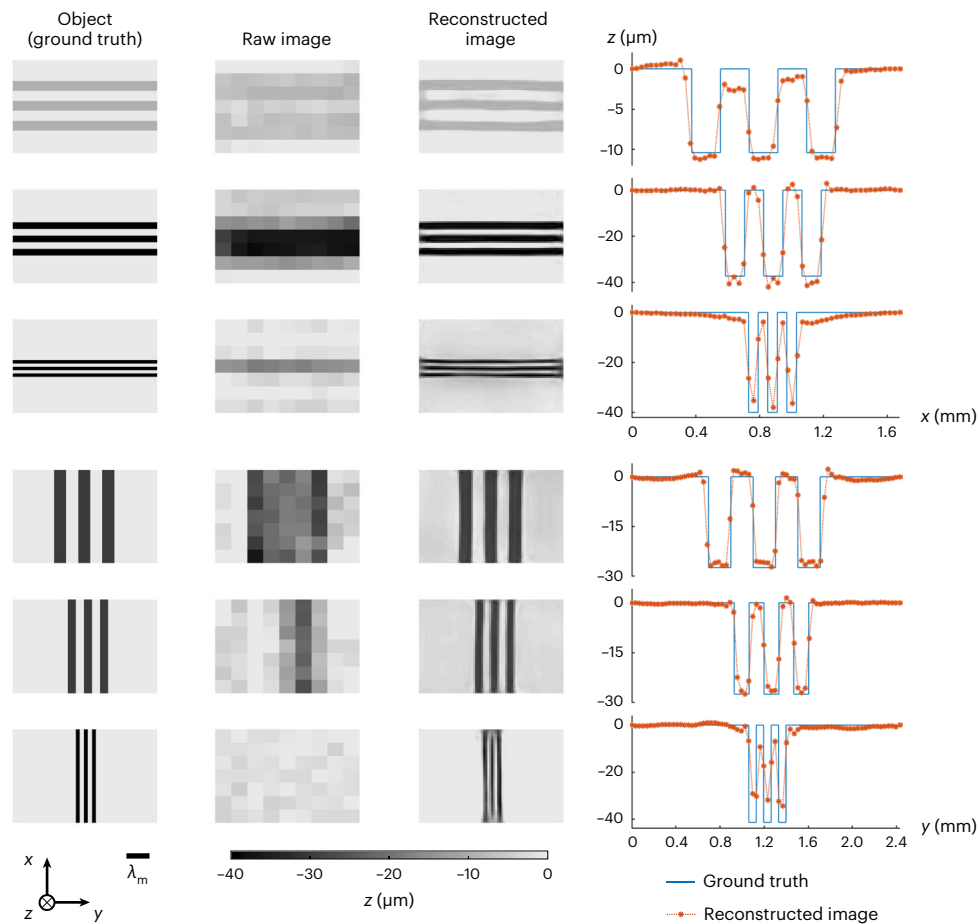 Object
(ground truth)
Raw image
Reconstructed
image
z (μm)
0
−5
−10
0
−20
−40
0
−20
−40
0 0.4 0.8 1.2 1.6
x (mm)
0
−15
−30
0
−15
−30
0
−20
−40
0 0.4 0.8 1.2 1.6 2.0 2.4
y (mm)
x
z
y
λm
−40 −30 −20 −10 0
z (μm)
Ground truth
Reconstructed image